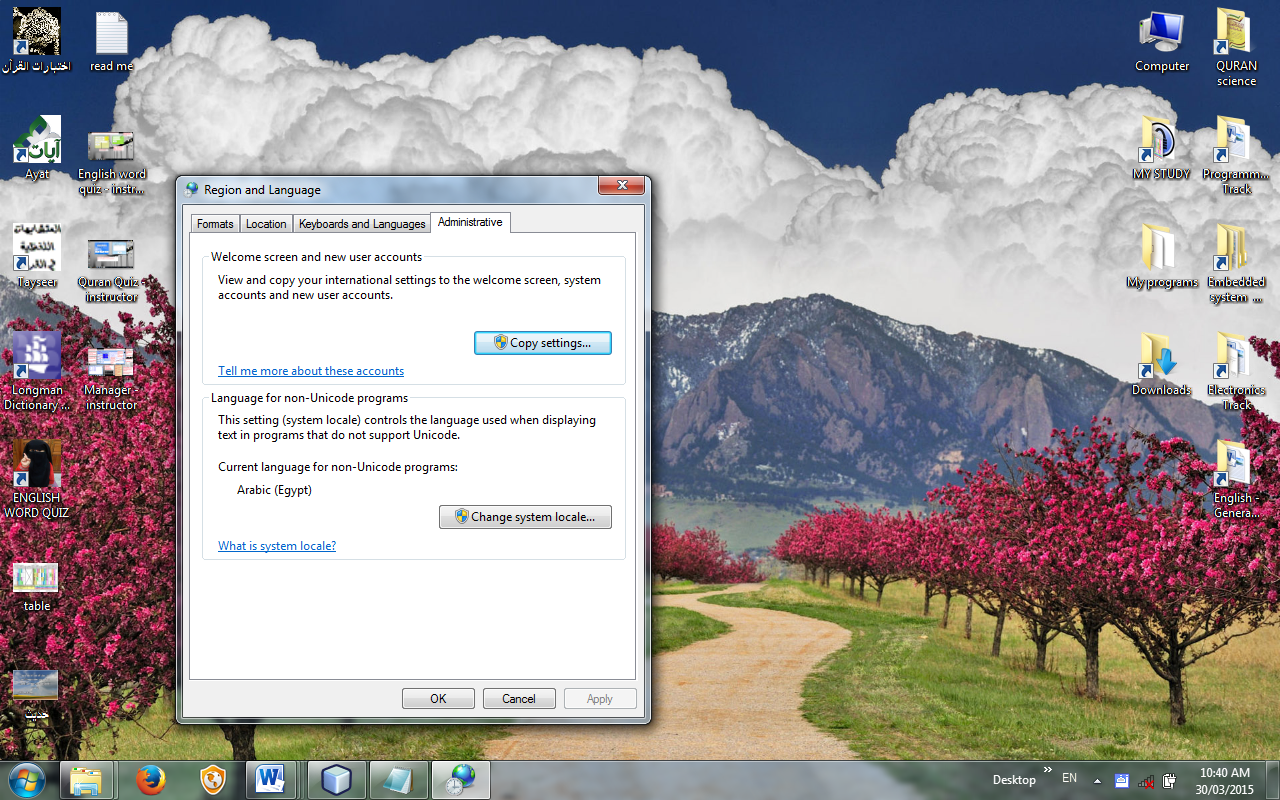 اختبارات القرآن
read me
Computer
QURAN
science
Ayat
English word
quiz - instr...
MY STUDY
Programm...
Track
Tayseer
Quran Quiz -
instructor
My programs
Embedded
system ...
Longman
Dictionary ...
Manager -
instructor
Downloads
Electronics
Track
ENGLISH
WORD QUIZ
English -
Genera...
table
حديث
آيات
Region and Language
Formats
Location
Keyboards and Languages
Administrative
Welcome screen and new user accounts
View and copy your international settings to the welcome screen, system
accounts and new user accounts.
Copy settings...
Tell me more about these accounts
Language for non-Unicode programs
This setting (system locale) controls the language used when displaying
text in programs that do not support Unicode.
Current language for non-Unicode programs:
Arabic (Egypt)
Change system locale...
What is system locale?
OK
Cancel
Apply
Desktop
EN
10:40 AM
30/03/2015